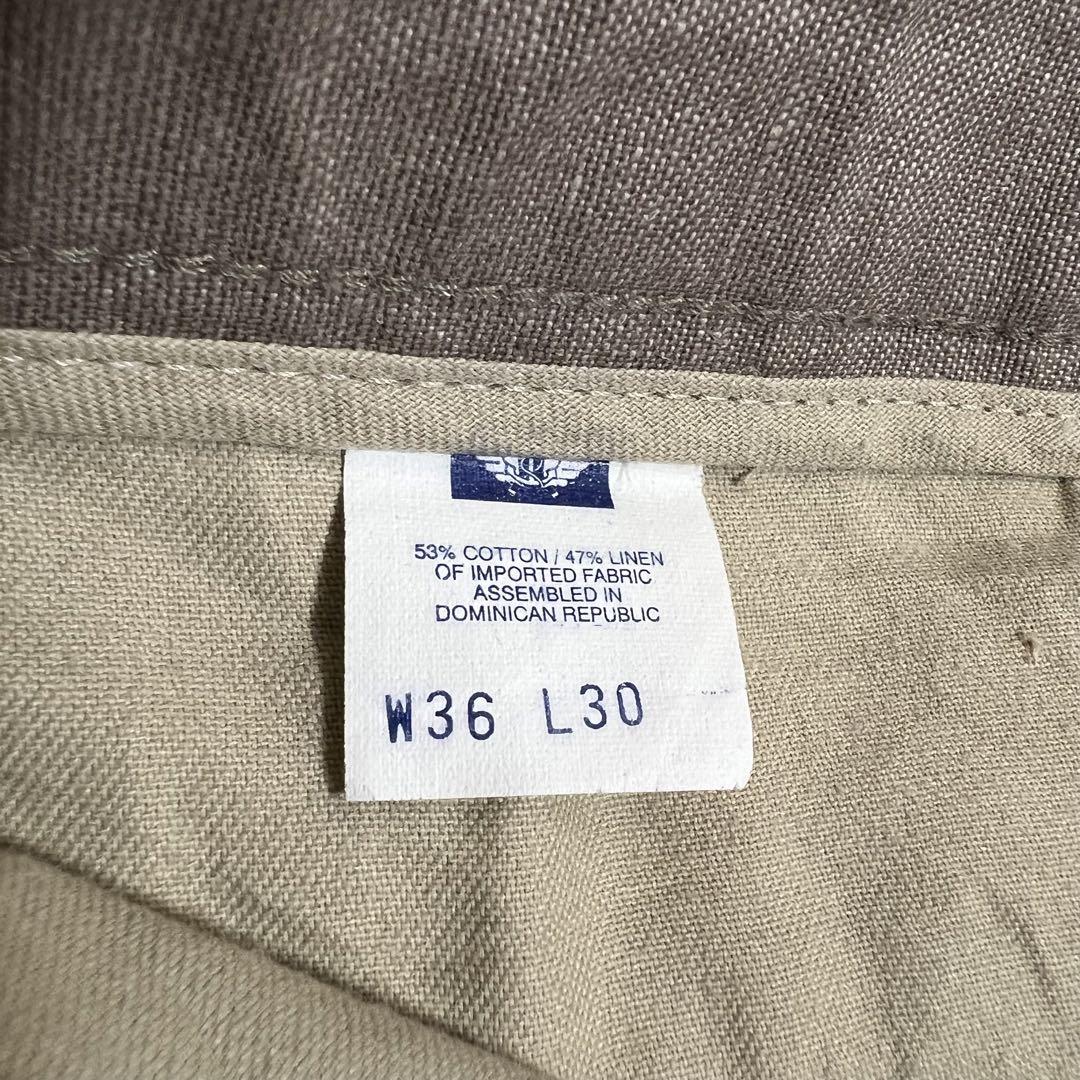 53% COTTON / 47% LINEN
OF IMPORTED FABRIC
ASSEMBLED IN
DOMINICAN REPUBLIC
W36 L30